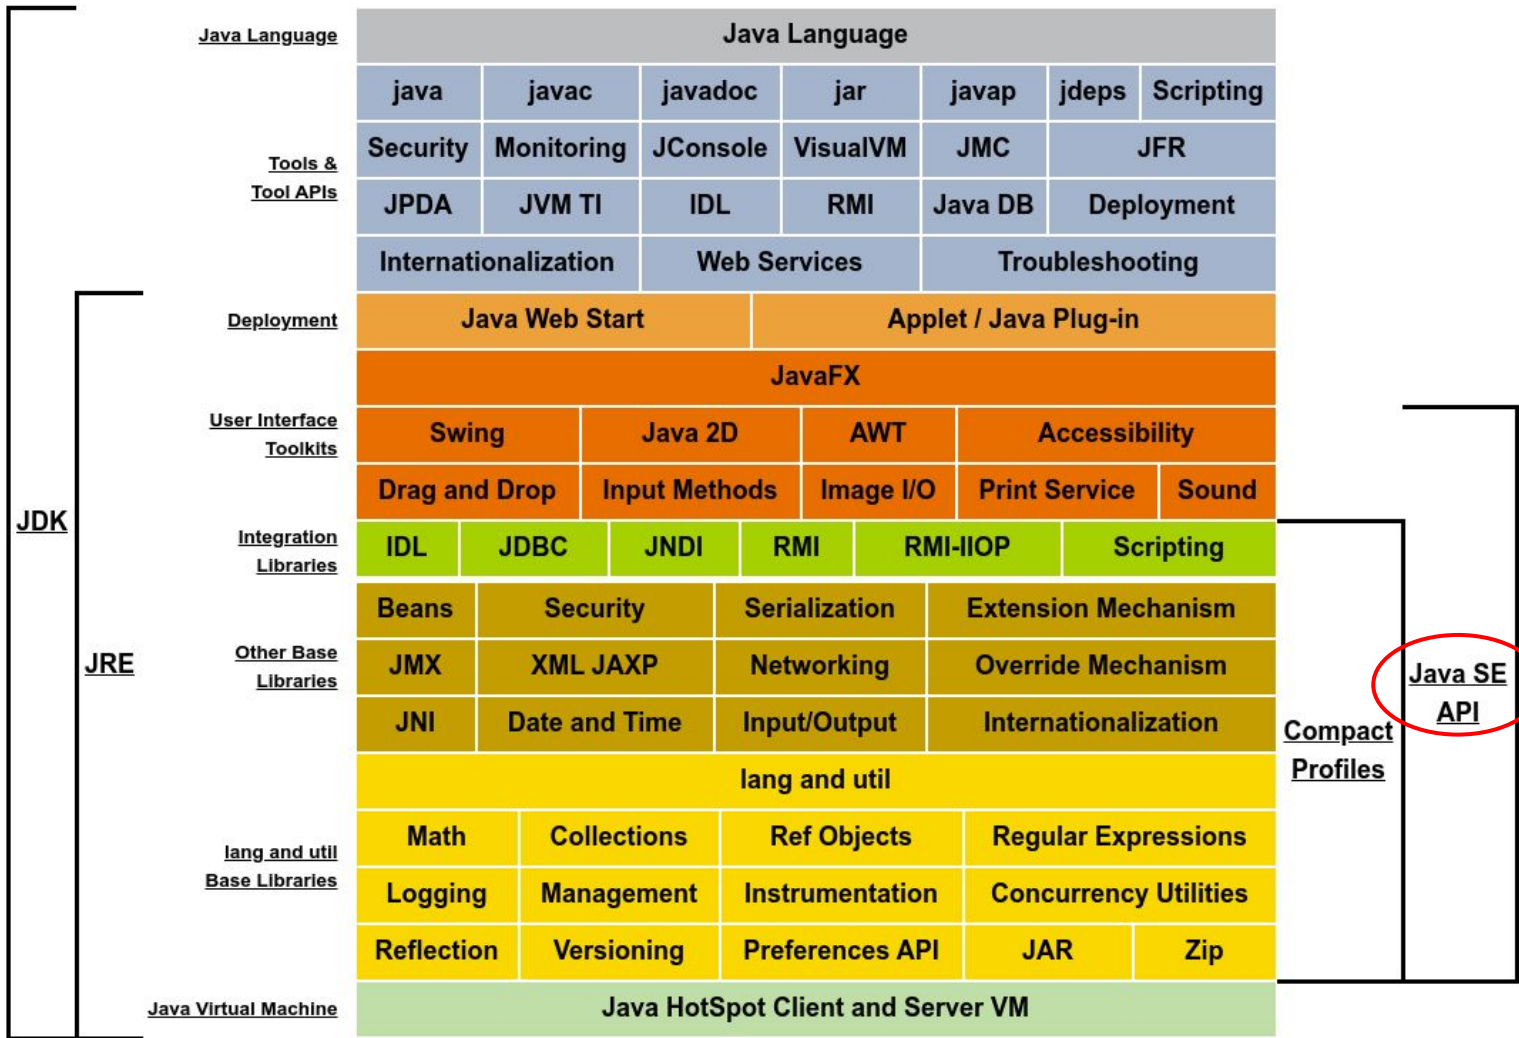 Java Language
Java Language
java javac javadoc jar javap jdeps Scripting
Tools &
Tool APIs
Security Monitoring JConsole VisualVM JMC JFR
JPDA JVM TI IDL RMI Java DB Deployment
Internationalization Web Services Troubleshooting
Deployment
Java Web Start Applet / Java Plug-in
User Interface
Toolkits
JavaFX
Swing Java 2D AWT Accessibility
Drag and Drop Input Methods Image I/O Print Service Sound
JDK
Integration
Libraries
IDL JDBC JNDI RMI RMI-IIOP Scripting
JRE
Other Base
Libraries
Beans Security Serialization Extension Mechanism
JMX XML JAXP Networking Override Mechanism
JNI Date and Time Input/Output Internationalization
Java SE
API
Compact
Profiles
lang and util
Base Libraries
lang and util
Math Collections Ref Objects Regular Expressions
Logging Management Instrumentation Concurrency Utilities
Reflection Versioning Preferences API JAR Zip
Java Virtual Machine
Java HotSpot Client and Server VM